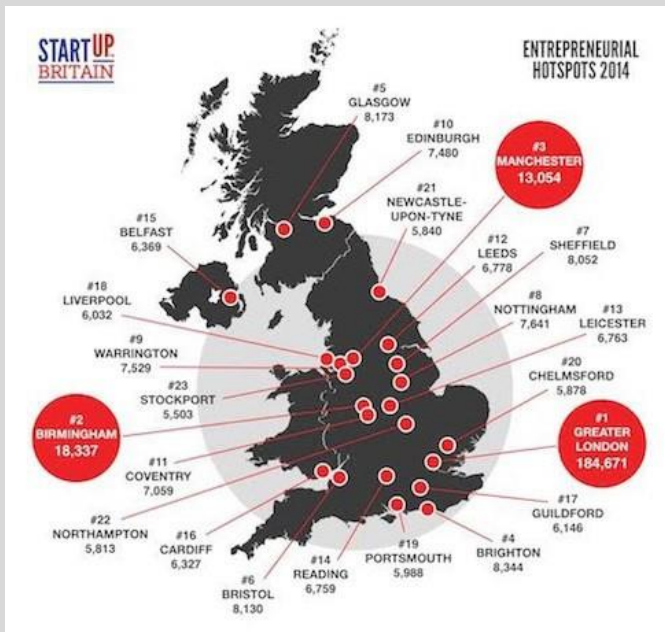 STARTUP
BRITAIN
ENTREPRENEURIAL
HOTSPOTS 2014
#5
GLASGOW
8,173
#10
EDINBURGH
7,480
#3
MANCHESTER
13,054
#21
NEWCASTLE-
UPON-TYNE
5,840
#15
BELFAST
6,369
#12
LEEDS
6,778
#7
SHEFFIELD
8,052
#18
LIVERPOOL
6,032
#8
NOTTINGHAM
7,641
#13
LEICESTER
6,763
#9
WARRINGTON
7,529
#20
CHELMSFORD
5,878
#23
STOCKPORT
5,503
#2
BIRMINGHAM
18,337
#1
GREATER
LONDON
184,671
#11
COVENTRY
7,059
#17
GUILDFORD
6,146
#22
NORTHAMPTON
5,813
#16
CARDIFF
6,327
#14
READING
6,759
#19
PORTSMOUTH
5,988
#4
BRIGHTON
8,344
#6
BRISTOL
8,130